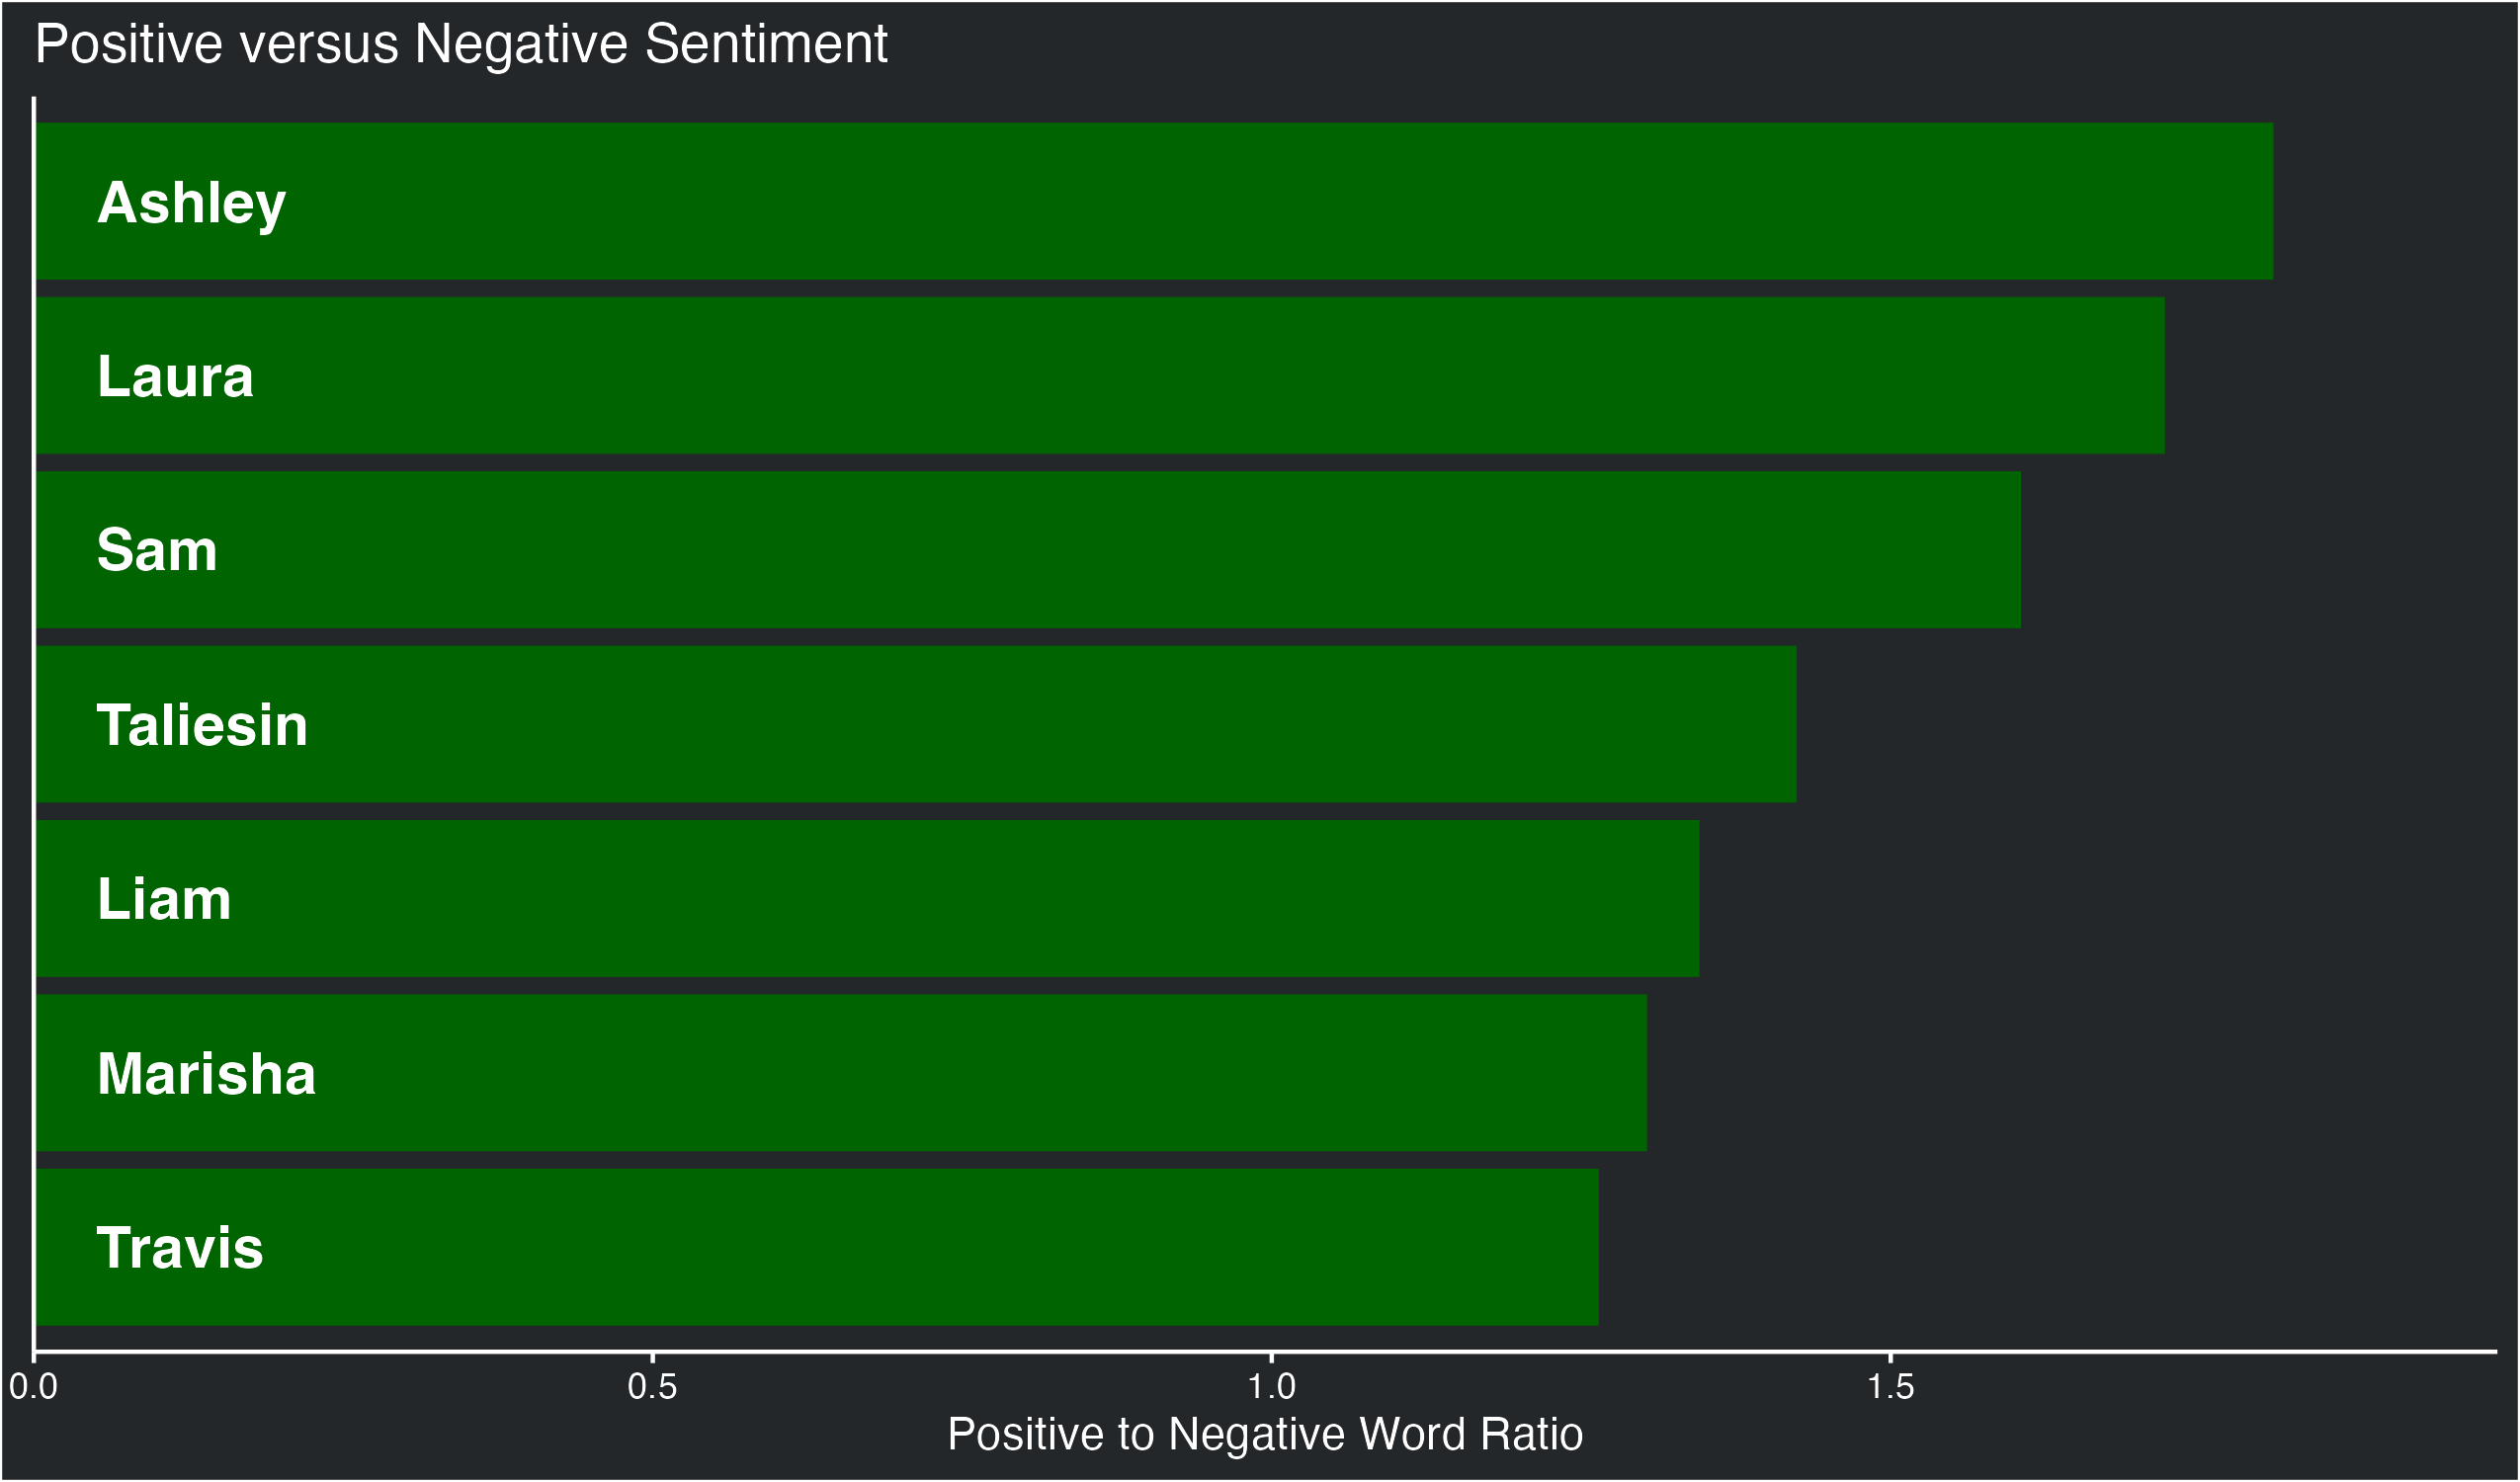 Positive versus Negative Sentiment
Ashley
Laura
Sam
Taliesin
Liam
Marisha
Travis
0.0 0.5 1.0 1.5
Positive to Negative Word Ratio